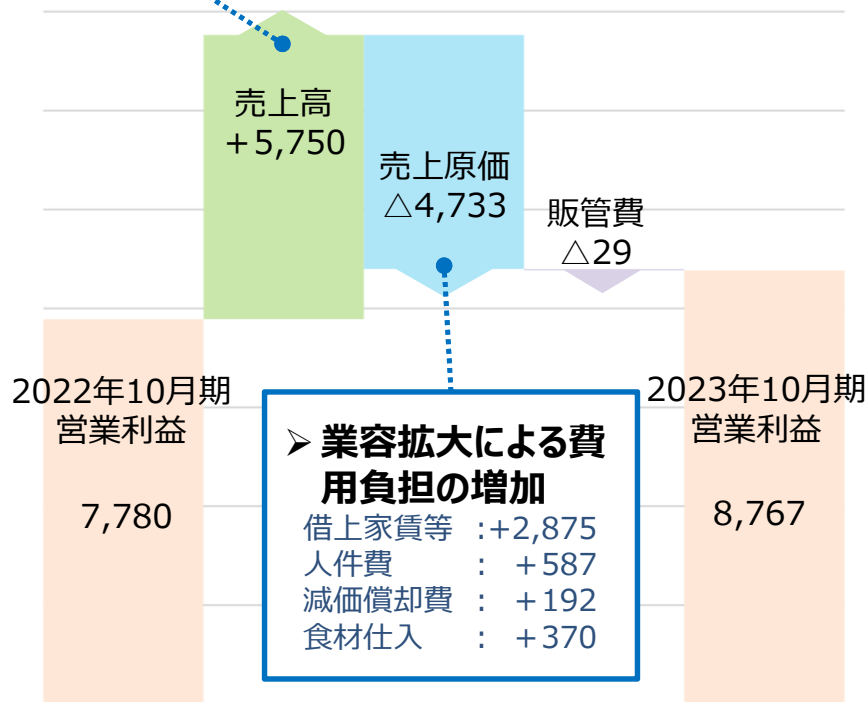 売上高
＋5,750
売上原価
△4,733
販管費
△29
2022年10月期
営業利益
7,780
2023年10月期
営業利益
8,767
➢ 業容拡大による費
用負担の増加
借上家賃等 :+2,875
人件費 : ＋587
減価償却費 : ＋192
食材仕入 : ＋370